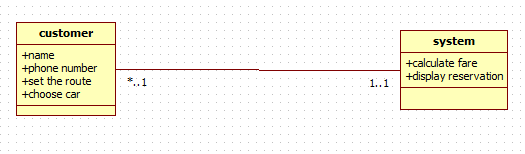 customer
+name
+phone number
+set the route
+choose car
*..1
1..1
system
+calculate fare
+display reservation